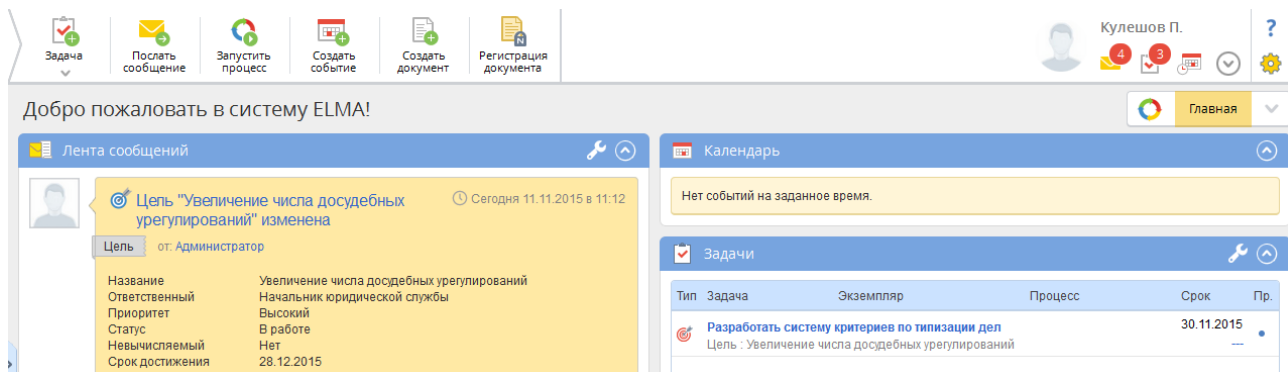 Задача
Послать
сообщение
Запустить
процесс
Создать
событие
Создать
документ
Регистрация
документа
Кулешов П.
?
4
3
Добро пожаловать в систему ELMA!
Главная
Лента сообщений
Цель "Увеличение числа досудебных
урегулирований" изменена
Сегодня 11.11.2015 в 11:12
Цель
от: Администратор
Название Увеличение числа досудебных урегулирований
Ответственный Начальник юридической службы
Приоритет Высокий
Статус В работе
Невычисляемый Нет
Срок достижения 28.12.2015
Календарь
Нет событий на заданное время.
Задачи
Тип Задача Экземпляр Процесс Срок Пр.
Разработать систему критериев по типизации дел 30.11.2015
Цель : Увеличение числа досудебных урегулирований ---